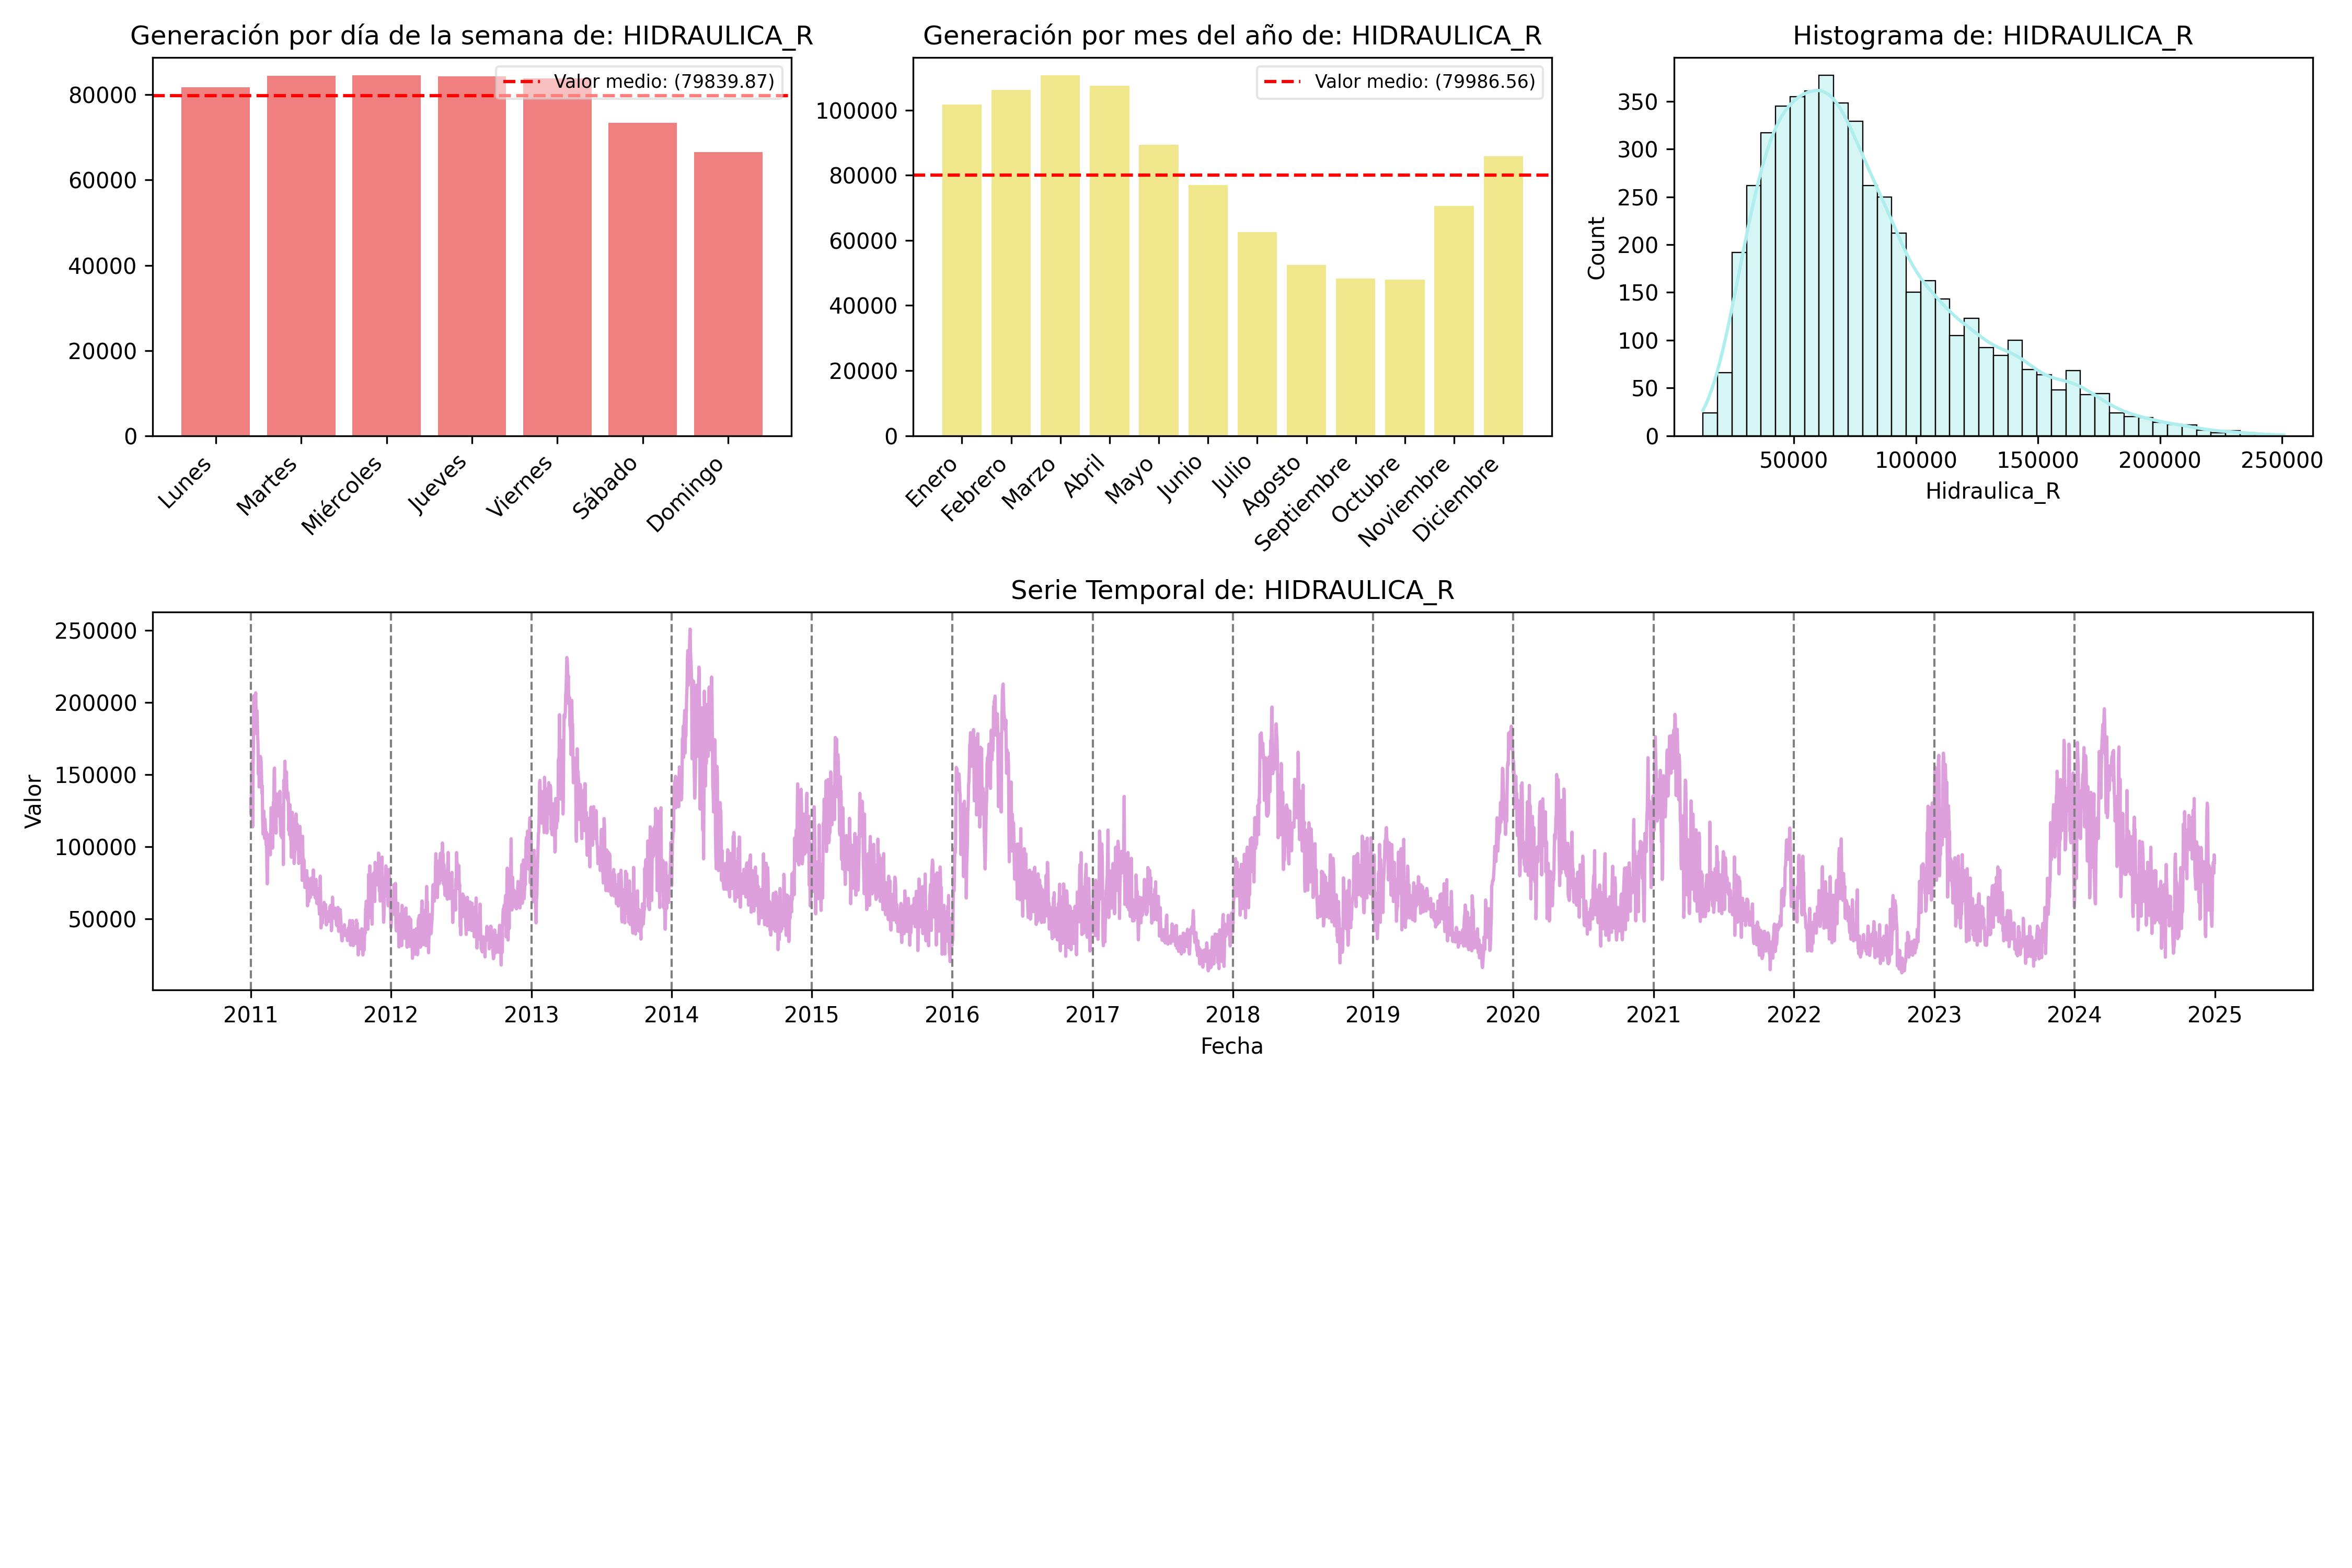 Generación por día de la semana de: HIDRAULICA_R
Valor medio: (79839.87)
80000
60000
40000
20000
0
Lunes
Martes
Miércoles
Jueves
Viernes
Sábado
Domingo
Generación por mes del año de: HIDRAULICA_R
Valor medio: (79986.56)
100000
80000
60000
40000
20000
0
Enero
Febrero
Marzo
Abril
Mayo
Junio
Julio
Agosto
Septiembre
Octubre
Noviembre
Diciembre
Histograma de: HIDRAULICA_R
Count
350
300
250
200
150
100
50
0
50000
100000
150000
200000
250000
Hidraulica_R
Serie Temporal de: HIDRAULICA_R
Valor
250000
200000
150000
100000
50000
2011
2012
2013
2014
2015
2016
2017
2018
2019
2020
2021
2022
2023
2024
2025
Fecha